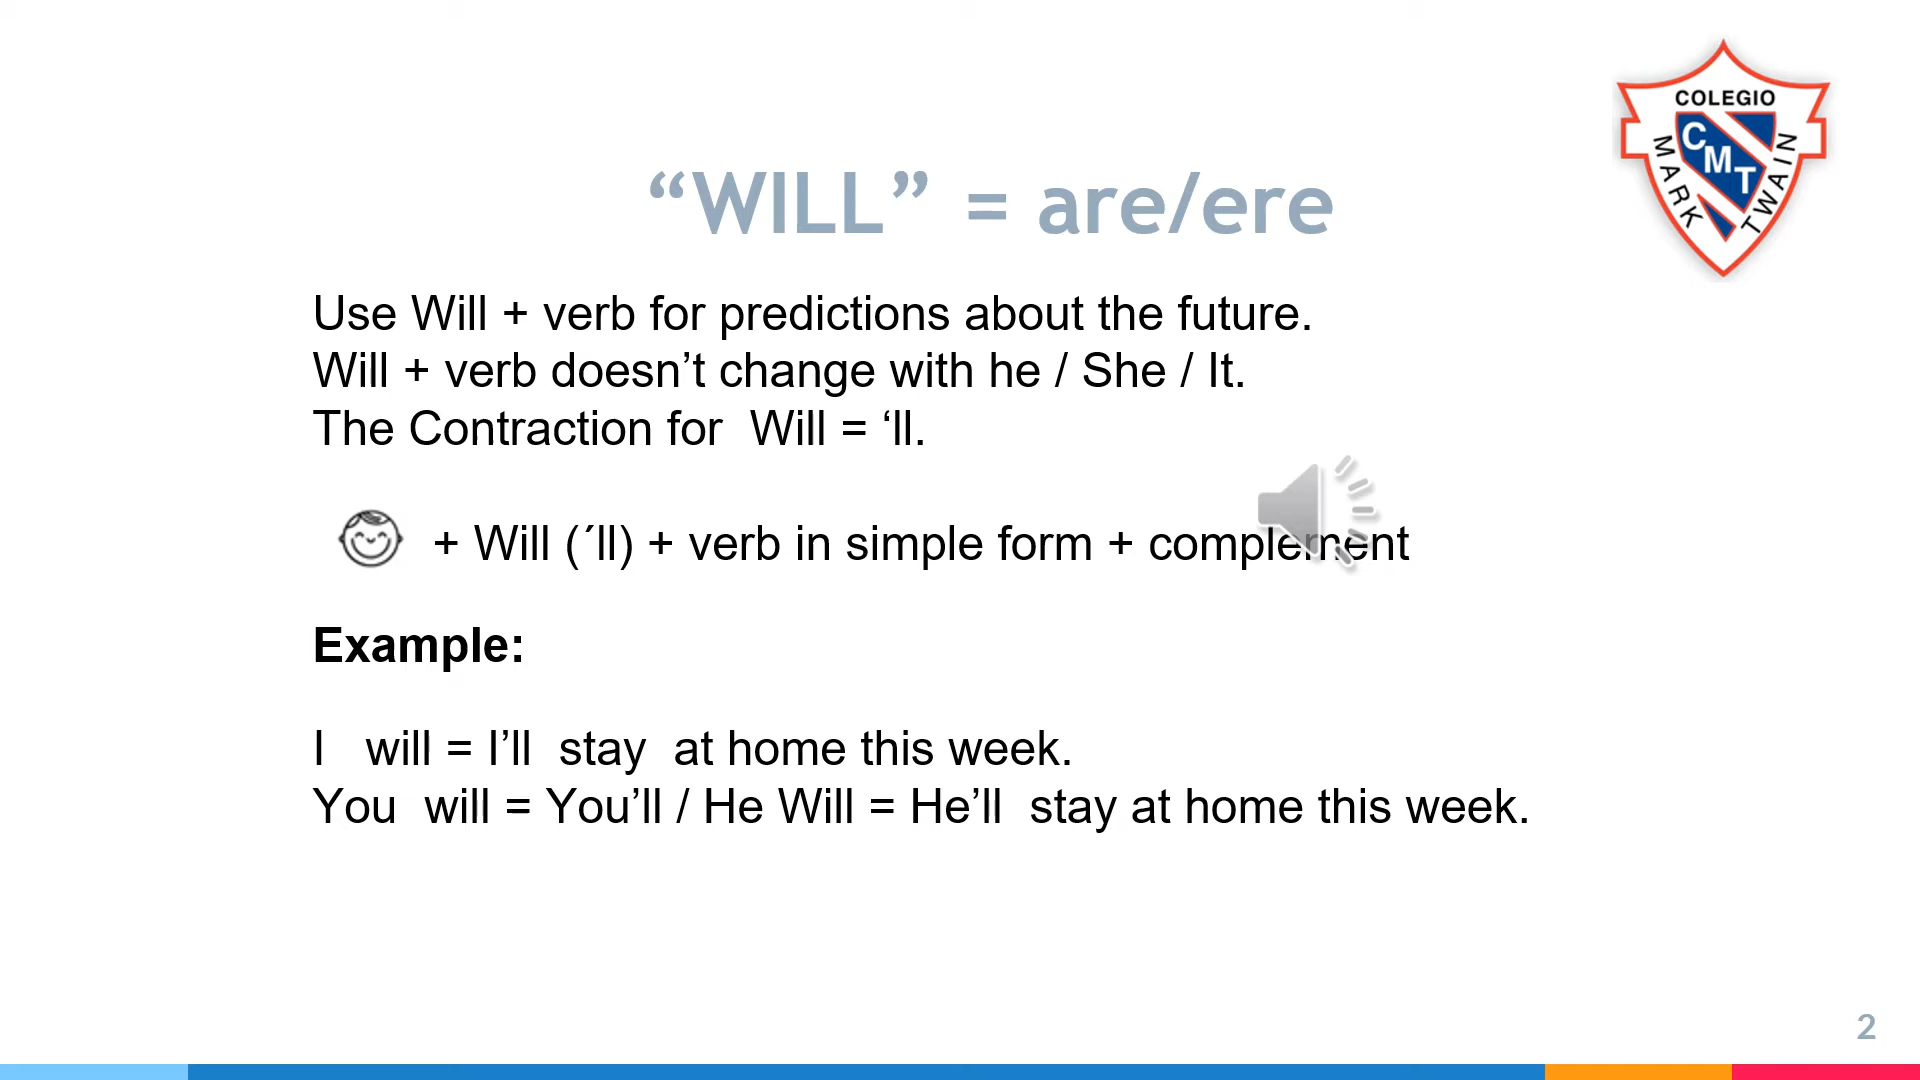 COLEGIO
MARK TWAIN
CMT
“WILL” = are/ere
Use Will + verb for predictions about the future.
Will + verb doesn’t change with he / She / It.
The Contraction for Will = ‘ll.
+ Will (´ll) + verb in simple form + complement
Example:
I will = I’ll stay at home this week.
You will = You’ll / He Will = He’ll stay at home this week.
2